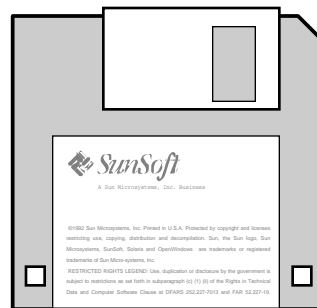 SunSoft
A Sun Microsystems, Inc. Business
©1992 Sun Microsystems, Inc. Printed in U.S.A. Protected by copyright and licenses
restricting use, copying, distribution and decompilation. Sun, the Sun logo, Sun
Microsystems, SunSoft, Solaris and OpenWindows are trademarks or registered
trademarks of Sun Micro-systems, Inc.
RESTRICTED RIGHTS LEGEND: Use, duplication or disclosure by the government is
subject to restrictions as set forth in subparagraph (c) (1) (ii) of the Rights in Technical
Data and Computer Software Clause at DFARS 252.227-7013 and FAR 52.227-19.